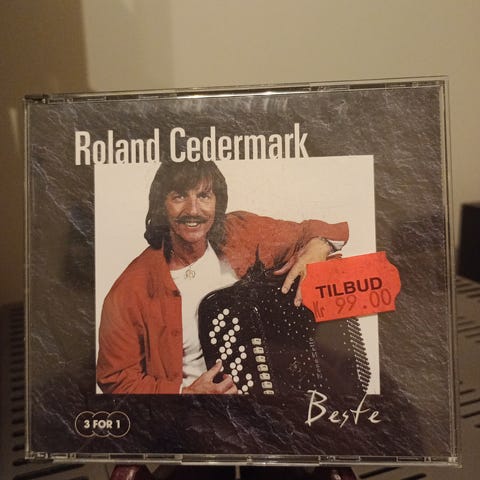 Roland Cedermark
TILBUD
Kr 99.00
Beste
3 FOR 1